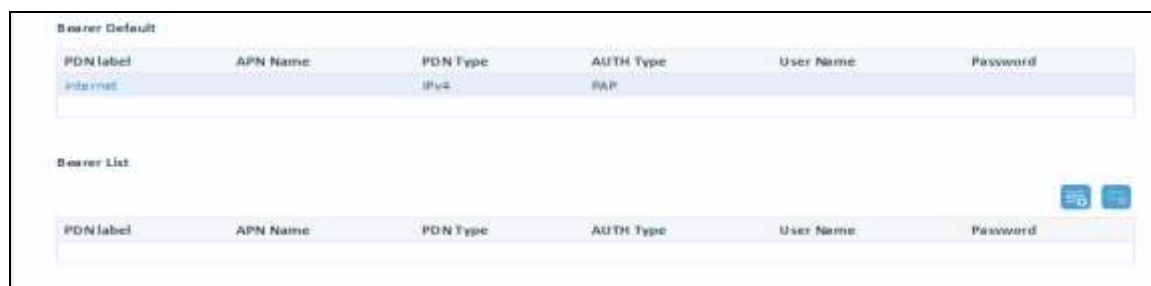 Bearer Default
PDN label APN Name PDN Type AUTH Type User Name Password
internet IPv4 PAP
Bearer List
PDN label APN Name PDN Type AUTH Type User Name Password